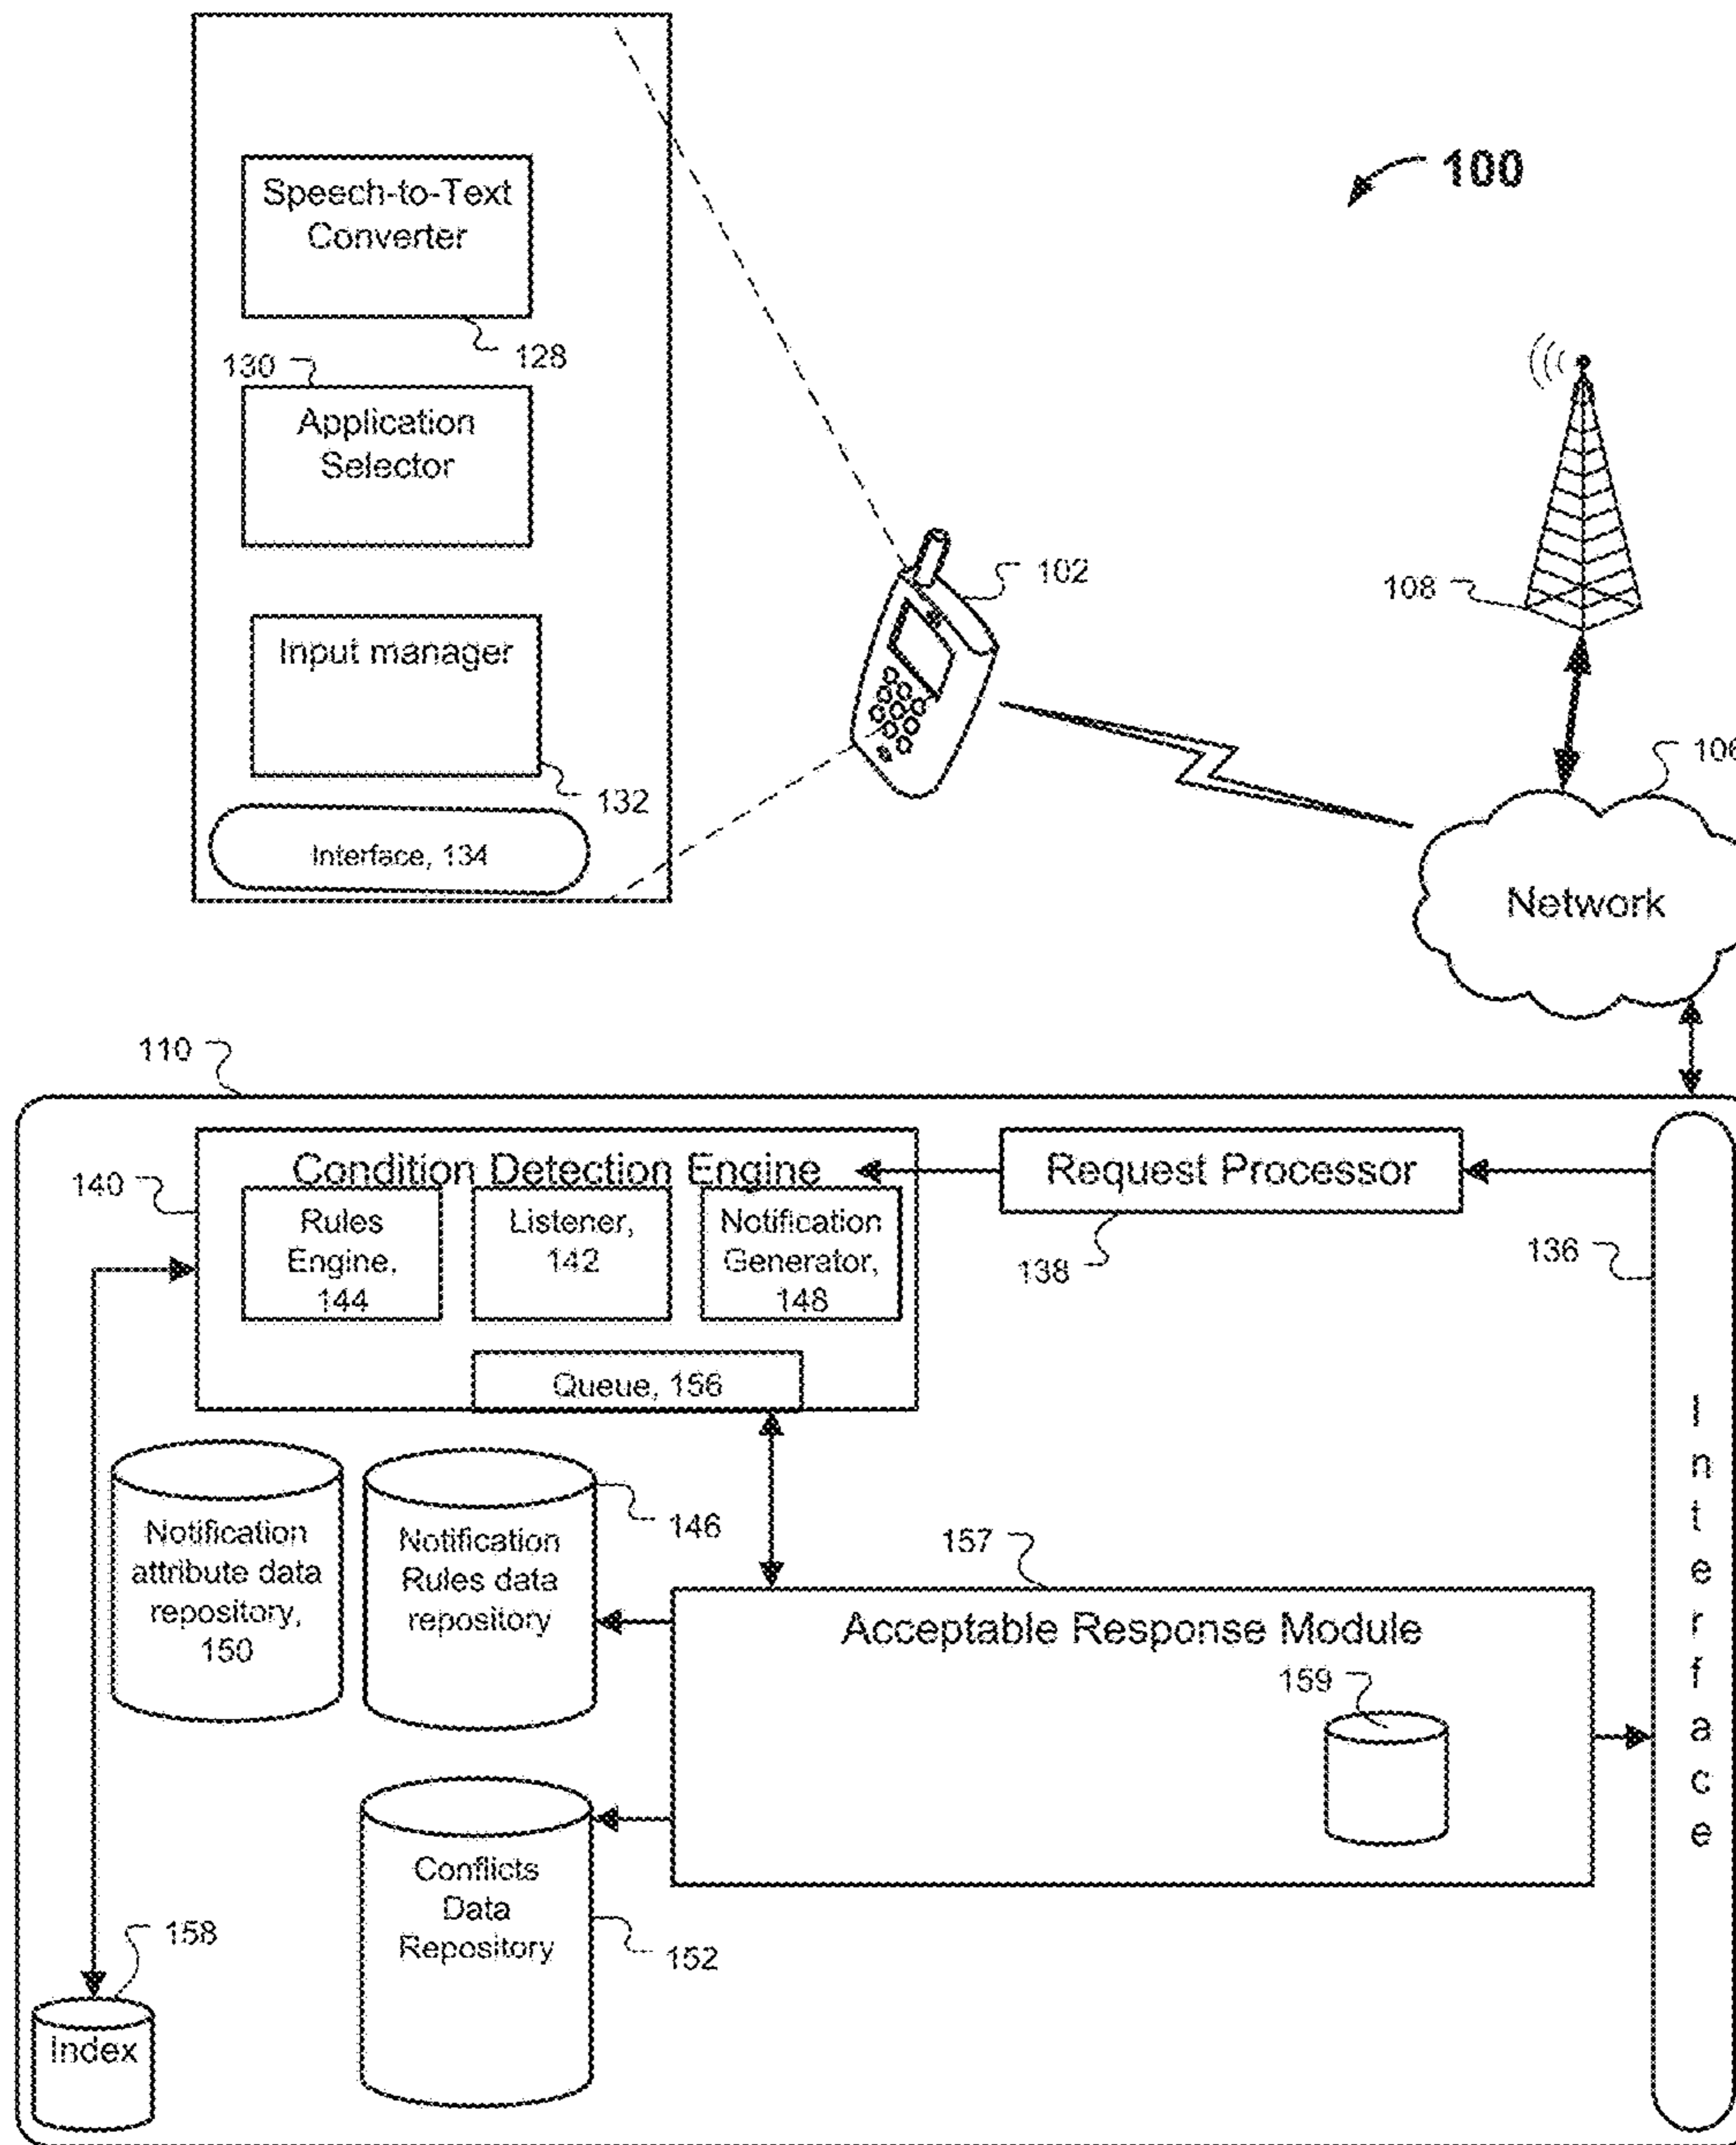 100
Speech-to-Text
Converter
128
130
Application
Selector
102
108
Input manager
132
106
Interface, 134
Network
110
Condition Detection Engine
Request Processor
140
Rules
Engine,
144
Listener,
142
Notification
Generator,
148
138
136
Queue, 156
Interface
Notification
attribute data
repository,
150
146
Notification
Rules data
repository
157
Acceptable Response Module
159
Conflicts
Data
Repository
152
158
Index